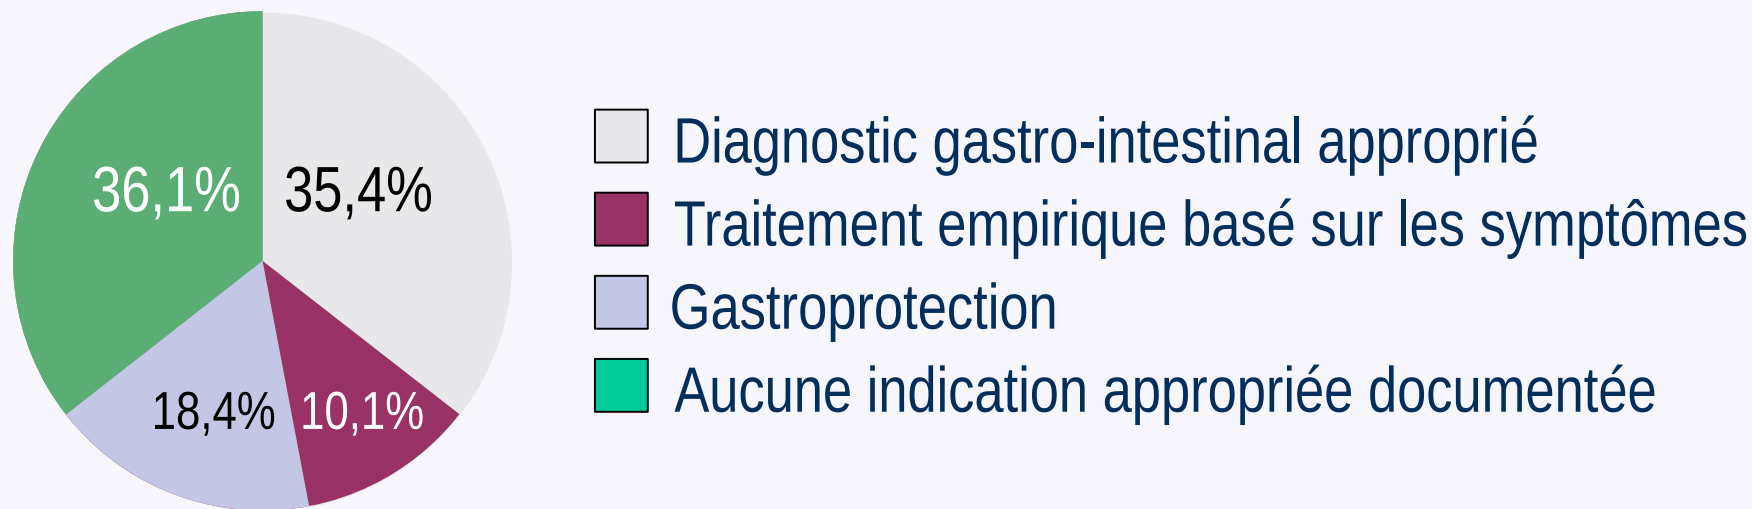 36,1%
35,4%
18,4%
10,1%
Diagnostic gastro-intestinal approprié
Traitement empirique basé sur les symptômes
Gastroprotection
Aucune indication appropriée documentée